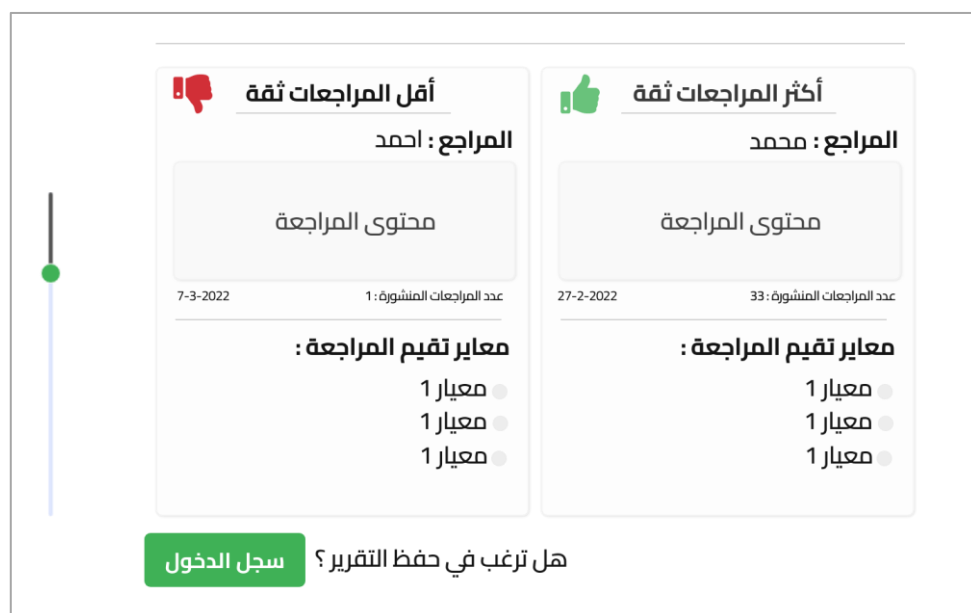 أكثر المراجعات ثقة
المراجع : محمد
محتوى المراجعة
عدد المراجعات المنشورة : 33
27-2-2022
معاير تقيم المراجعة :
معيار 1
معيار 1
معيار 1
أقل المراجعات ثقة
المراجع : احمد
محتوى المراجعة
عدد المراجعات المنشورة : 1
7-3-2022
معاير تقيم المراجعة :
معيار 1
معيار 1
معيار 1
هل ترغب في حفظ التقرير ؟
سجل الدخول